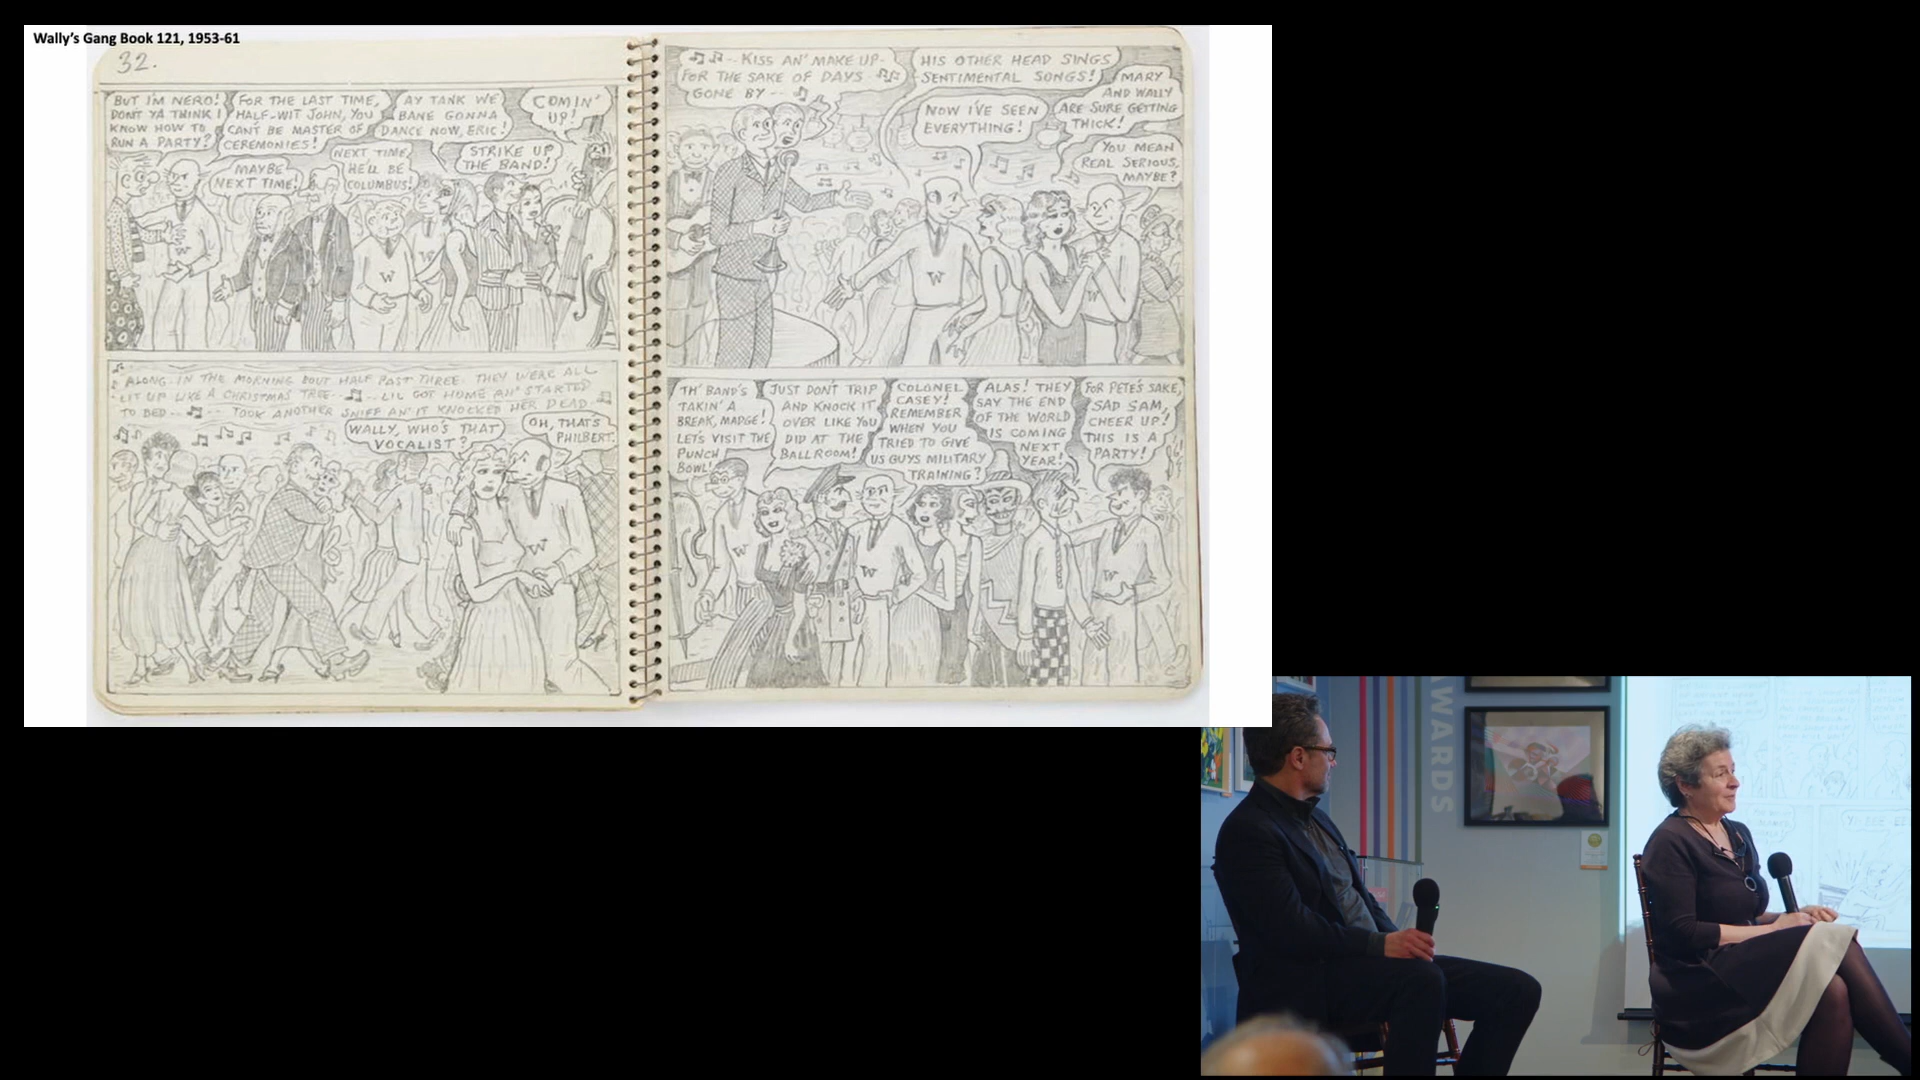 Wally's Gang Book 121, 1953-61
32.
BUT I'M NERO!
DON'T YA THINK I
KNOW HOW TO
RUN A PARTY?
FOR THE LAST TIME,
HALF-WIT JOHN, YOU
CAN'T BE MASTER OF
CEREMONIES!
MAYBE
NEXT TIME!
NEXT TIME
HE'LL BE
COLUMBUS!
AY TANK WE
BANE GONNA
DANCE NOW, ERIC!
STRIKE UP
THE BAND!
COMIN'
UP!
ALONG IN THE MORNING 'BOUT HALF PAST THREE THEY WERE ALL
LIT UP LIKE A CHRISTMAS TREE LIL GOT HOME AN' STARTED
TO BED -- TOOK ANOTHER SNIFF AN' IT KNOCKED HER DEAD
WALLY, WHO'S THAT
VOCALIST?
OH, THAT'S
PHILBERT.
-- KISS AN' MAKE UP-
FOR THE SAKE OF DAYS
GONE BY --
HIS OTHER HEAD SINGS
SENTIMENTAL SONGS!
NOW I'VE SEEN
EVERYTHING!
MARY
AND WALLY
ARE SURE GETTING
THICK!
YOU MEAN
REAL SERIOUS,
MAYBE?
TH' BAND'S
TAKIN' A
BREAK, MADGE!
LET'S VISIT THE
PUNCH
BOWL!
JUST DON'T TRIP
AND KNOCK IT
OVER LIKE YOU
DID AT THE
BALLROOM!
COLONEL
CASEY!
REMEMBER
WHEN YOU
TRIED TO GIVE
US GUYS MILITARY
TRAINING?
ALAS! THEY
SAY THE END
OF THE WORLD
IS COMING
NEXT
YEAR!
FOR PETE'S SAKE,
SAD SAM,
CHEER UP!
THIS IS A
PARTY!
W
W
W
W
W
W
W
W
W
AWARDS